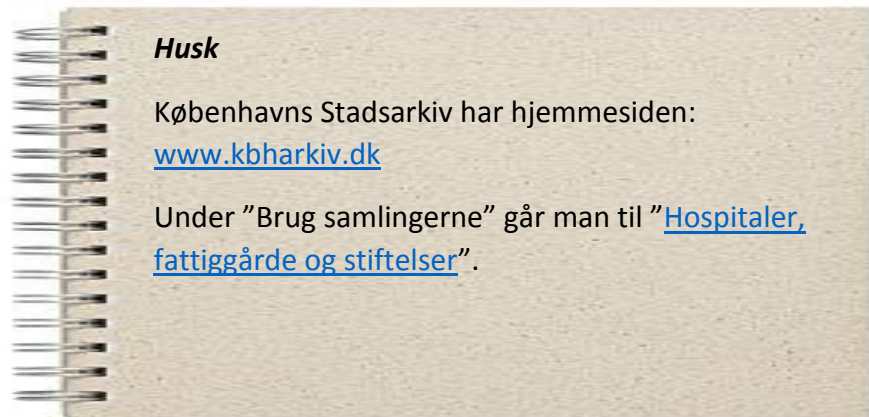 Husk
Københavns Stadsarkiv har hjemmesiden:
www.kbharkiv.dk
Under ”Brug samlingerne” går man til ”Hospitaler,
fattiggårde og stiftelser”.